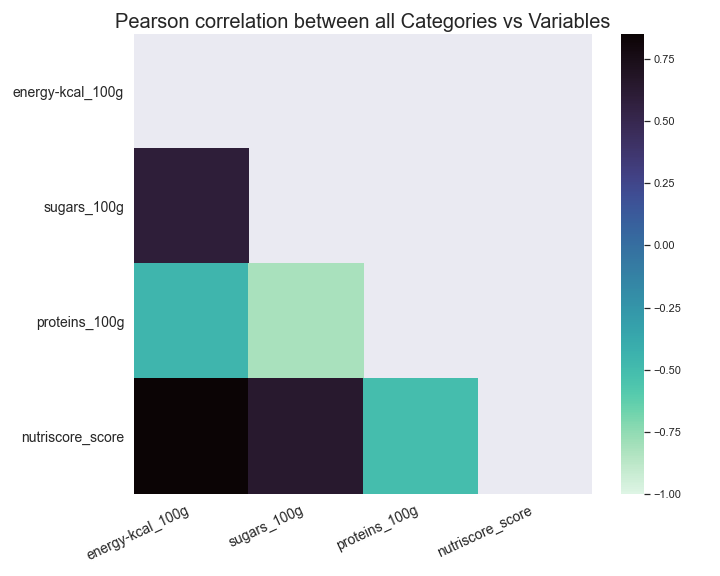 Pearson correlation between all Categories vs Variables
energy-kcal_100g
sugars_100g
proteins_100g
nutriscore_score
energy-kcal_100g
sugars_100g
proteins_100g
nutriscore_score
0.75
0.50
0.25
0.00
−0.25
−0.50
−0.75
−1.00